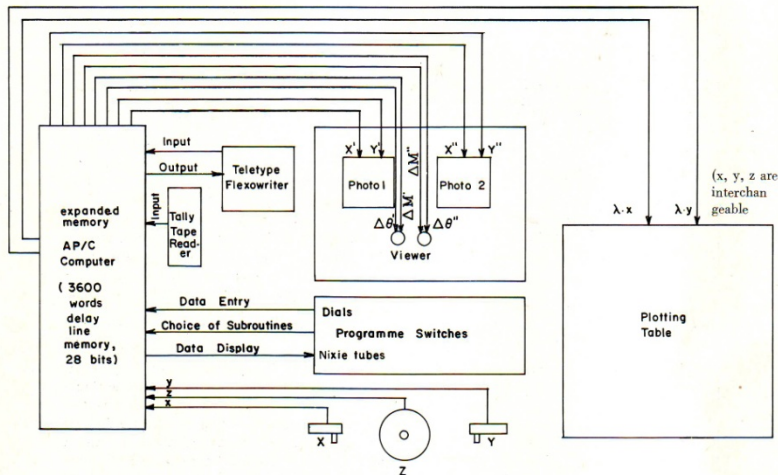 Input
Output
Teletype
Flexowriter
Input
Tally
Tape
Read-
er
expanded
memory
AP/C
Computer
( 3600
words
delay
line
memory,
28 bits)
X' Y'
ΔM'
ΔM"
X" Y"
Photo 1
Photo 2
Δθ'
Δθ"
Viewer
(x, y, z are
interchan
geable
λ·x
λ·y
Plotting
Table
Data Entry
Choice of Subroutines
Data Display
Dials
Programme Switches
Nixie tubes
y
z
x
X
Y
Z